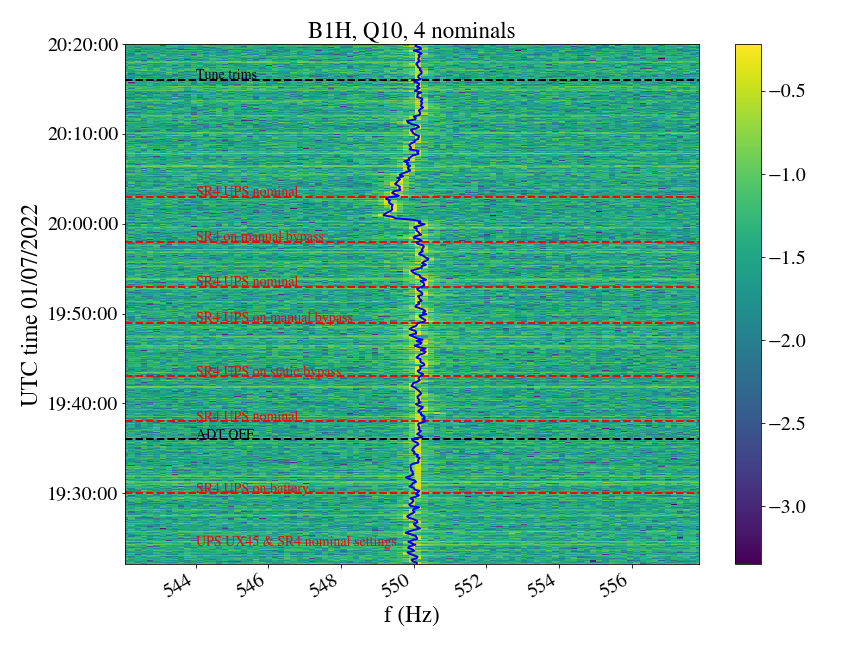 B1H, Q10, 4 nominals
20:20:00
Tune trims
−0.5
20:10:00
−1.0
SR4 UPS nominal
20:00:00
SR4 on manual bypass
−1.5
SR4 UPS nominal
19:50:00
SR4 UPS on manual bypass
−2.0
SR4 UPS on static bypass
19:40:00
SR4 UPS nominal
−2.5
ADT OFF
19:30:00
SR4 UPS on battery
−3.0
UPS UX45 & SR4 nominal settings
UTC time 01/07/2022
544 546 548 550 552 554 556
f (Hz)